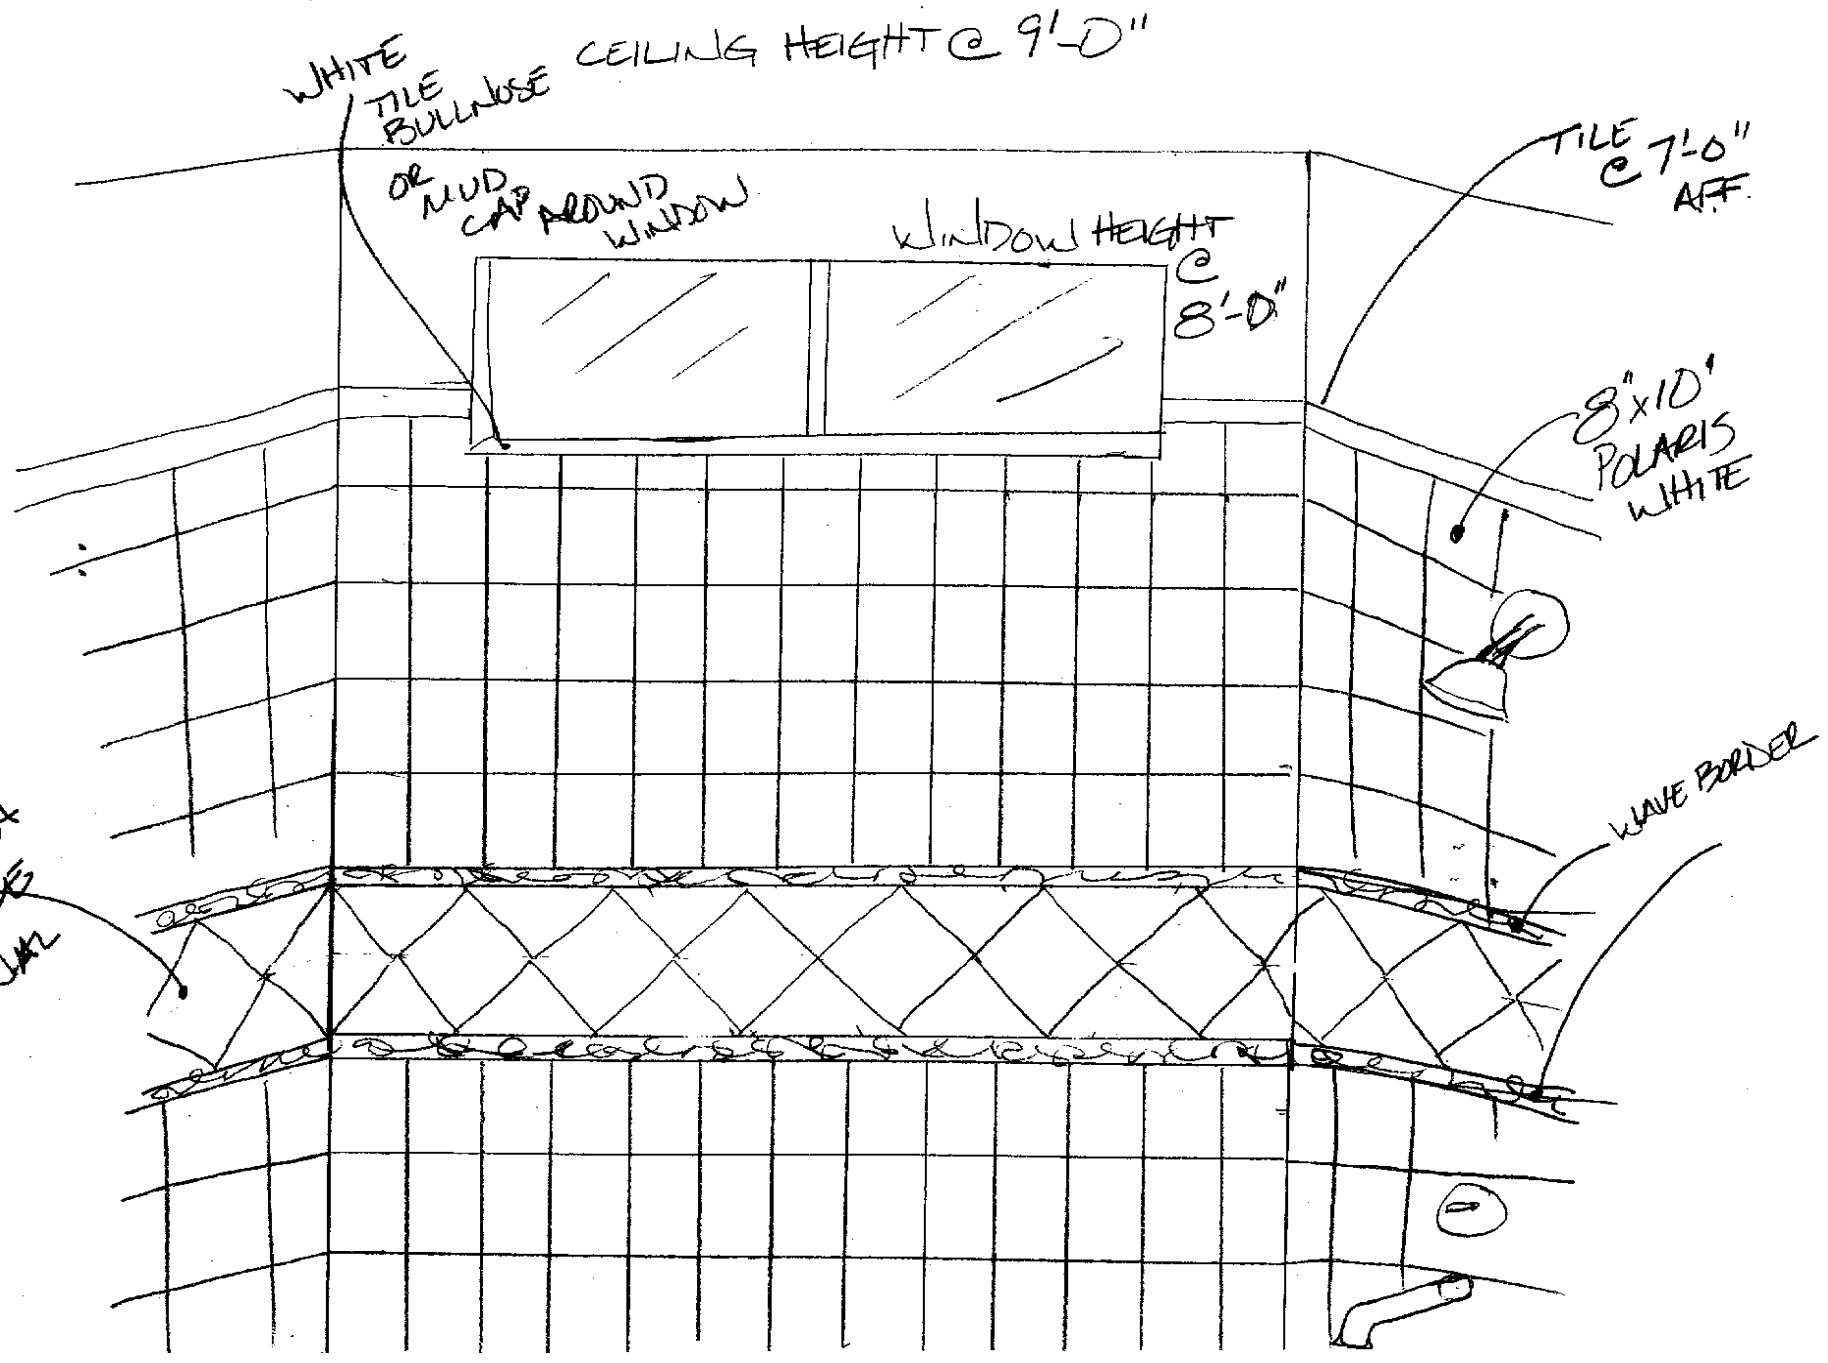 CEILING HEIGHT @ 9'-0"
WHITE
TILE
BULLNOSE
OR
MUD
CAP AROUND
WINDOW
WINDOW HEIGHT
@
8'-0"
TILE
@ 7'-0"
AFF.
8"x10'
POLARIS
WHITE
WAVE BORDER